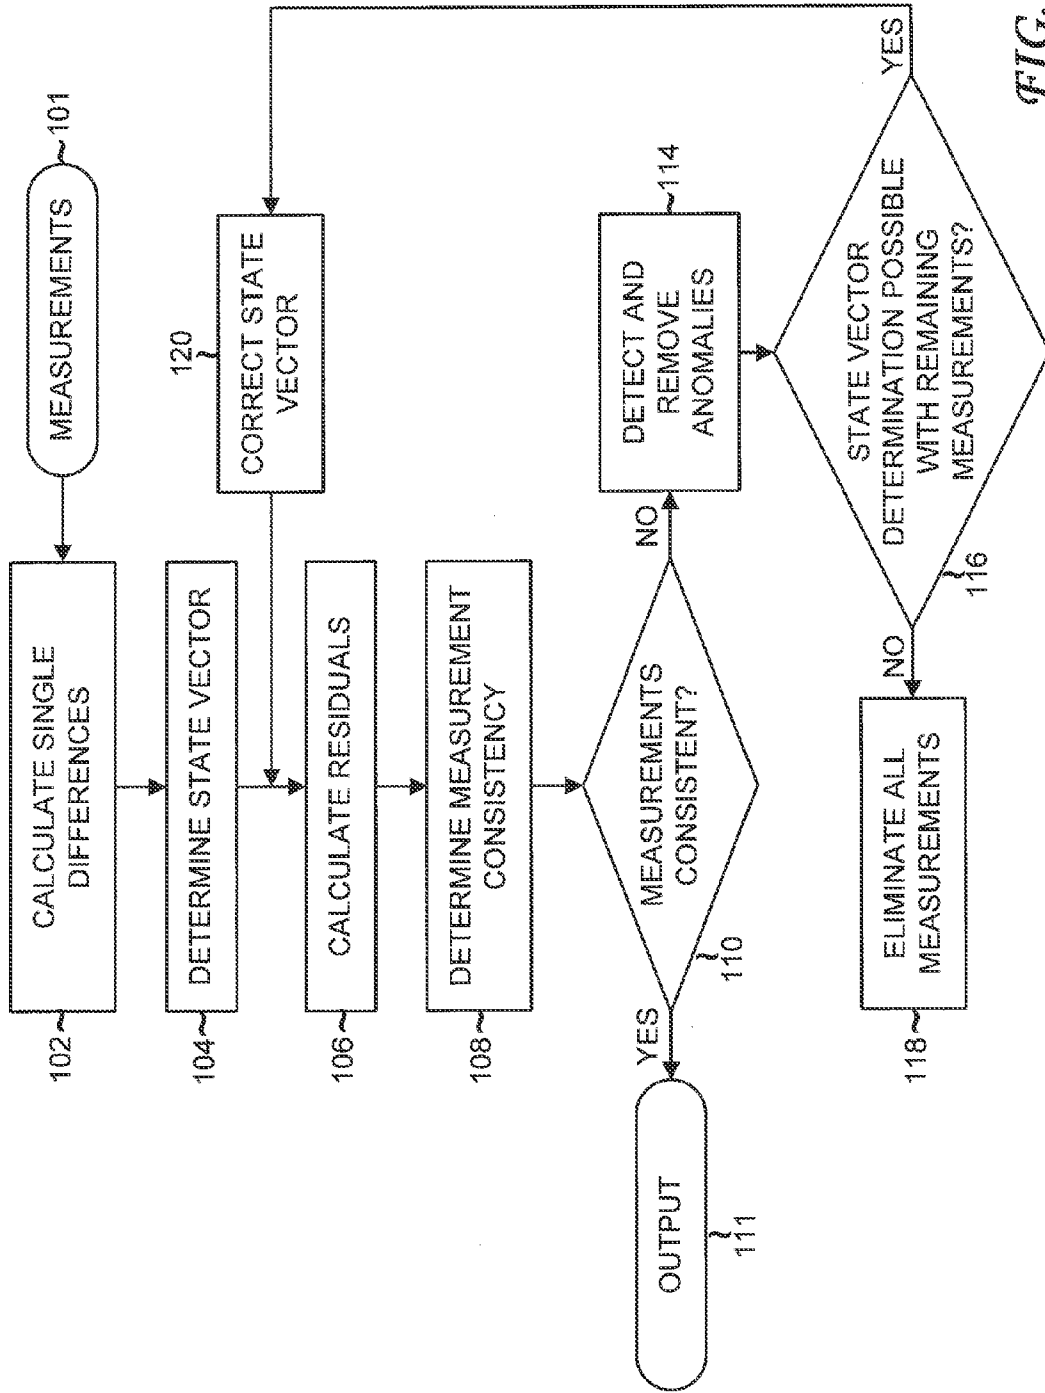 MEASUREMENTS
101
CALCULATE SINGLE
DIFFERENCES
102
DETERMINE STATE VECTOR
104
CORRECT STATE
VECTOR
120
CALCULATE RESIDUALS
106
DETERMINE MEASUREMENT
CONSISTENCY
108
MEASUREMENTS
CONSISTENT?
110
YES
NO
OUTPUT
111
DETECT AND
REMOVE
ANOMALIES
114
STATE VECTOR
DETERMINATION POSSIBLE
WITH REMAINING
MEASUREMENTS?
116
YES
NO
ELIMINATE ALL
MEASUREMENTS
118
FIG.